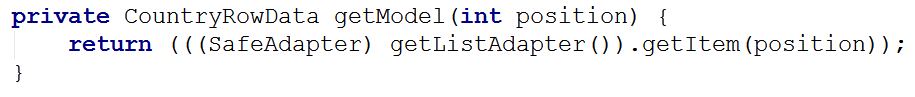 private CountryRowData getModel(int position) {
    return (((SafeAdapter) getListAdapter()).getItem(position));
}